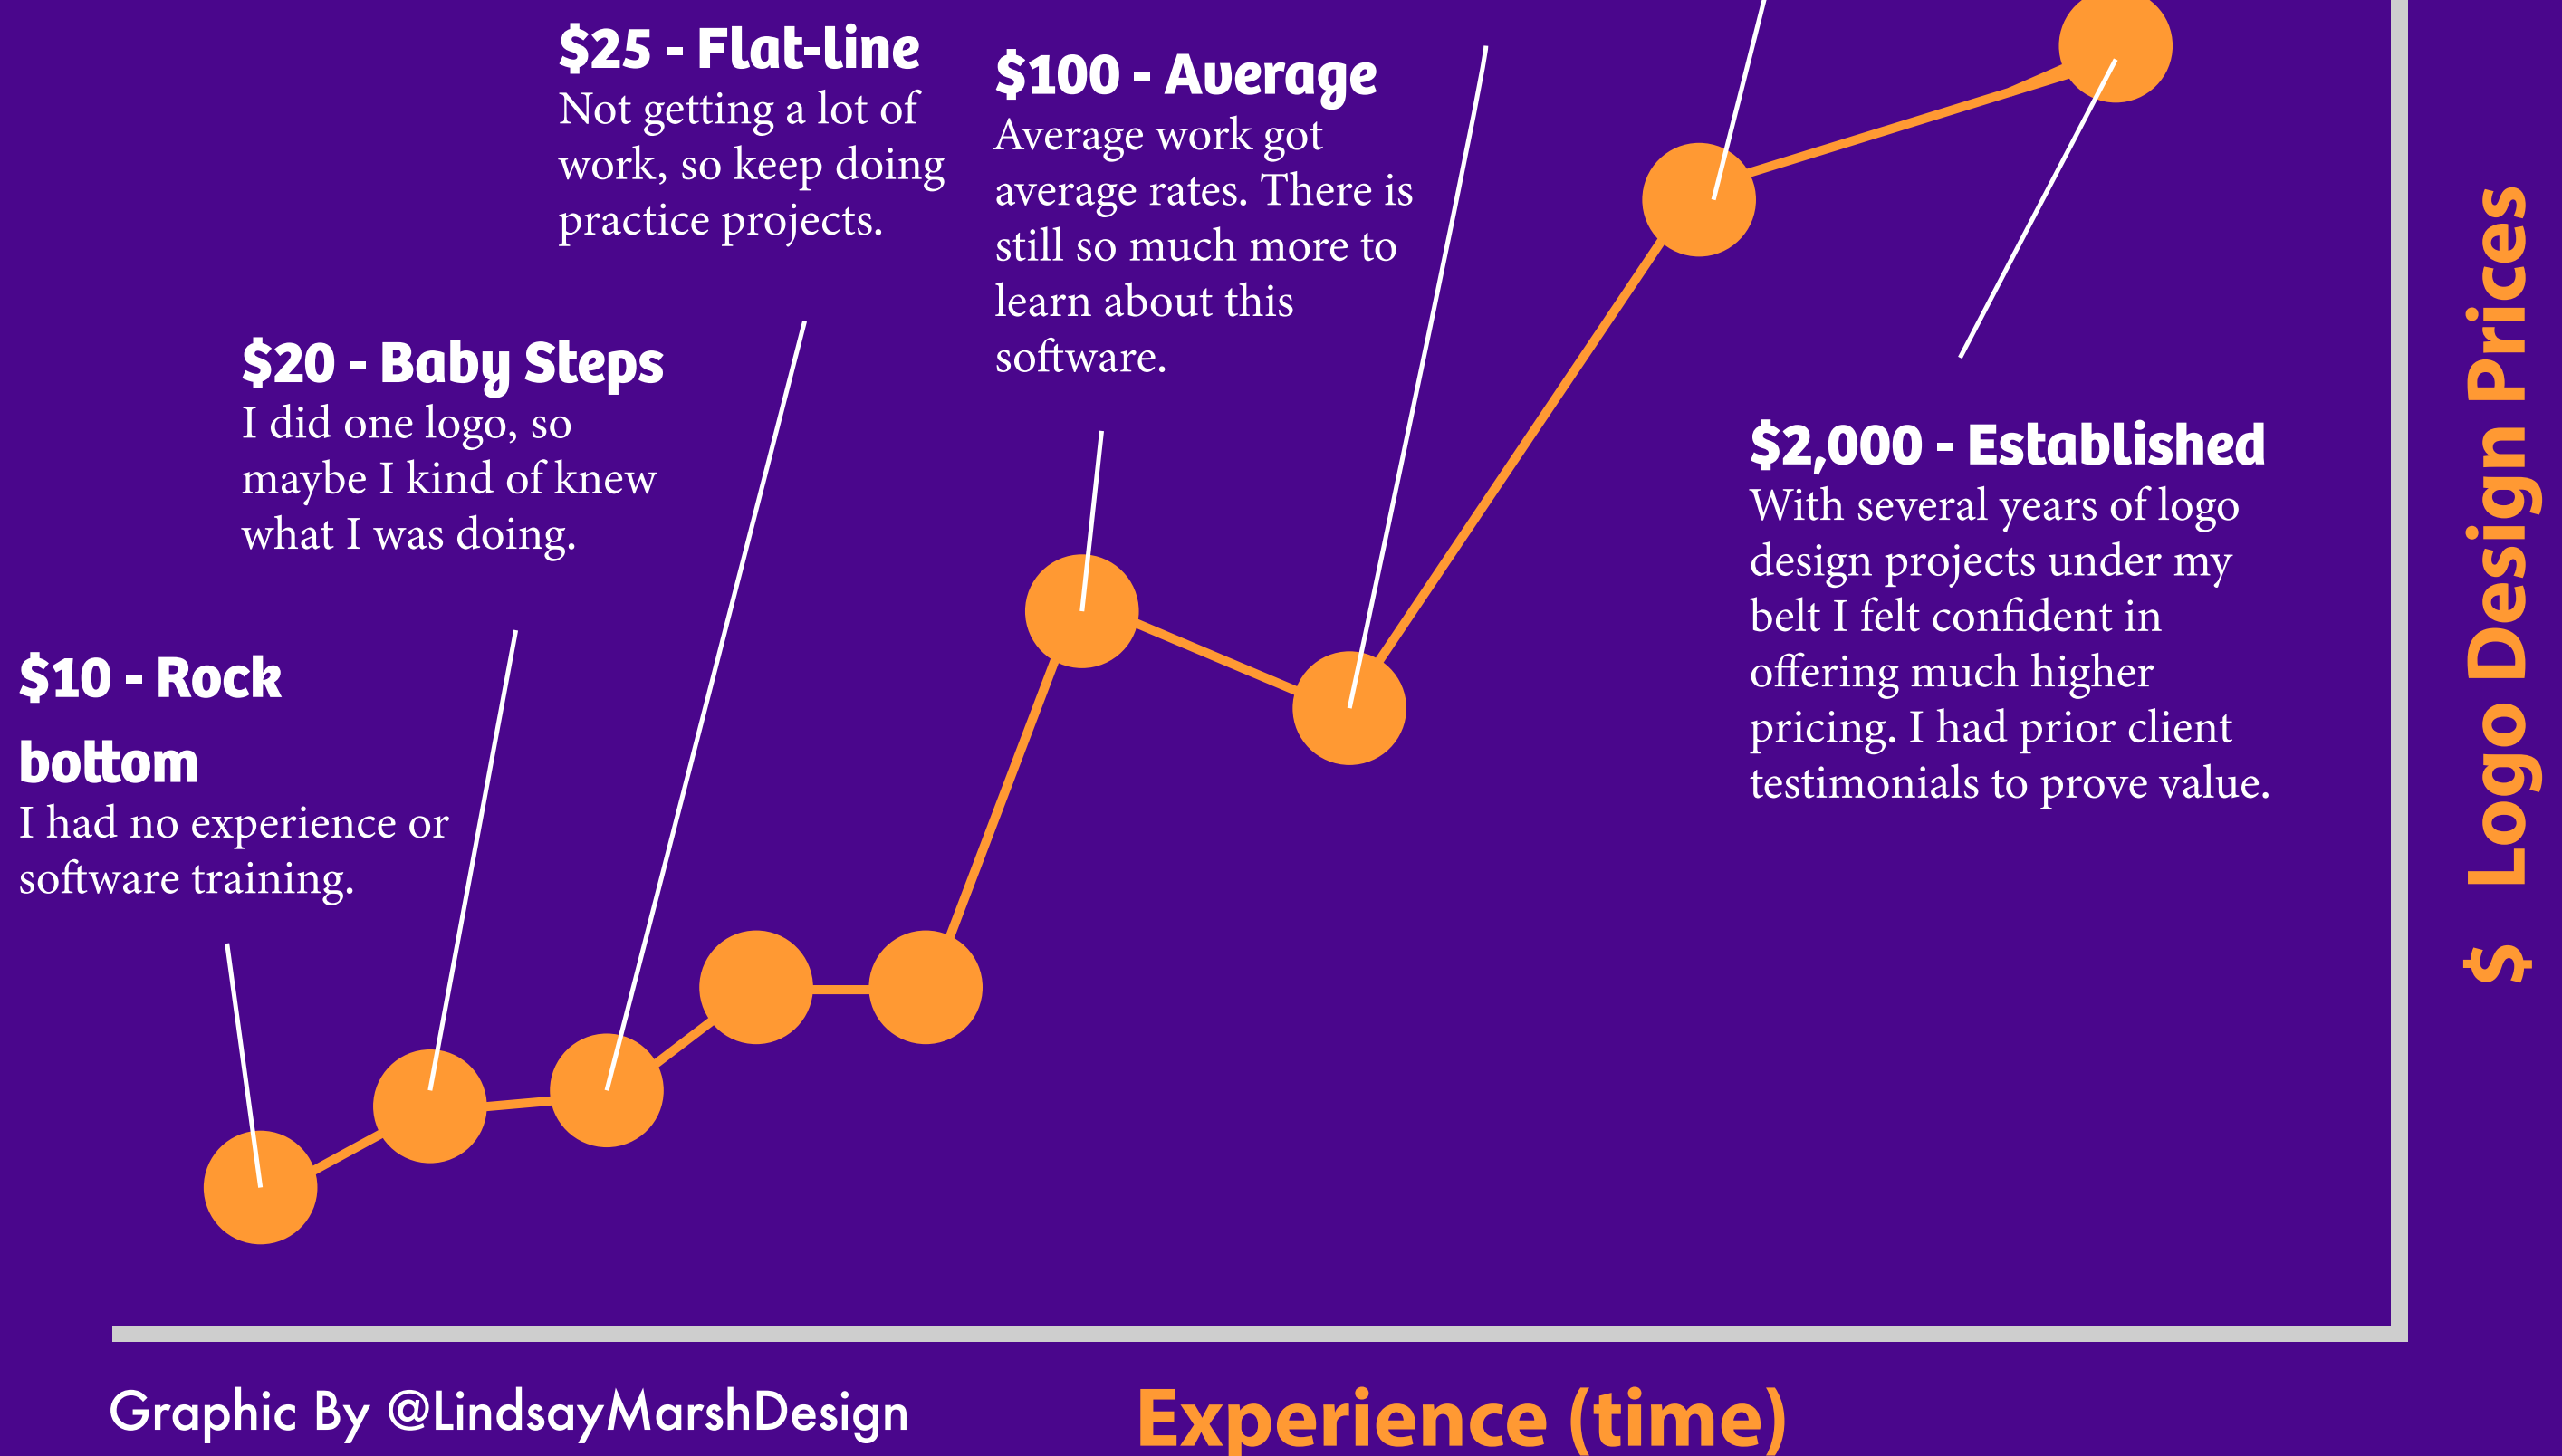 $25 - Flat-line
Not getting a lot of
work, so keep doing
practice projects.
$100 - Average
Average work got
average rates. There is
still so much more to
learn about this
software.
$20 - Baby Steps
I did one logo, so
maybe I kind of knew
what I was doing.
$2,000 - Established
With several years of logo
design projects under my
belt I felt confident in
offering much higher
pricing. I had prior client
testimonials to prove value.
$10 - Rock
bottom
I had no experience or
software training.
$ Logo Design Prices
Graphic By @LindsayMarshDesign
Experience (time)